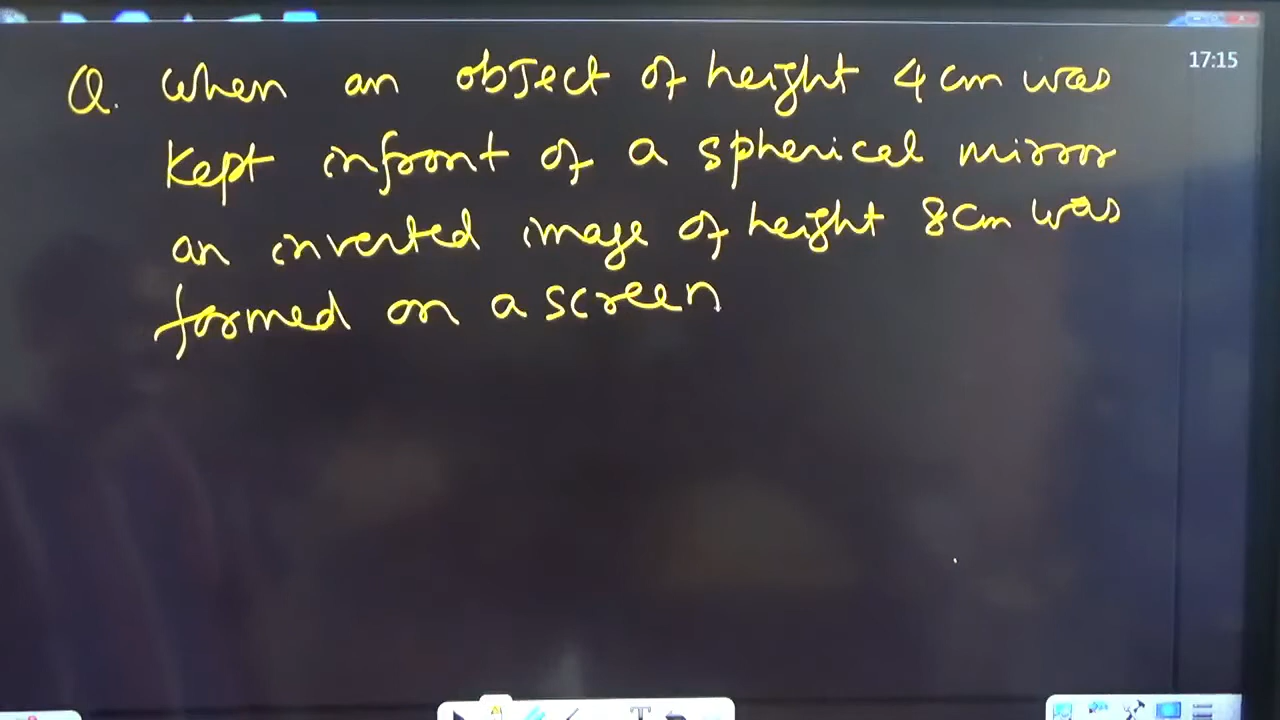 17:15
Q. When an object of height 4 cm was
kept infront of a spherical mirror
an inverted image of height 8cm was
formed on a screen